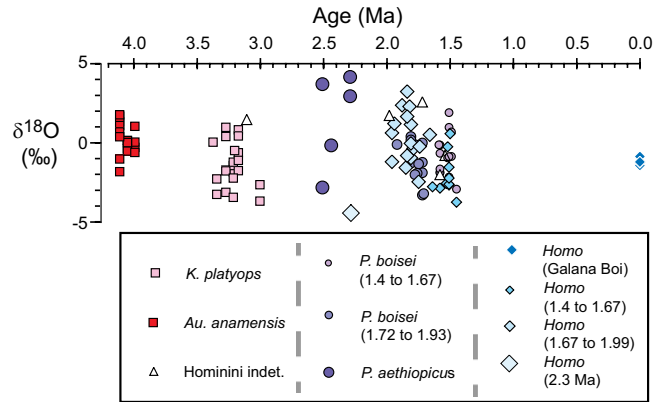 Age (Ma)
4.0 3.5 3.0 2.5 2.0 1.5 1.0 0.5 0.0
5
δ18O
(‰)
0
-5
K. platyops
Au. anamensis
Hominini indet.
P. boisei
(1.4 to 1.67)
P. boisei
(1.72 to 1.93)
P. aethiopicus
Homo
(Galana Boi)
Homo
(1.4 to 1.67)
Homo
(1.67 to 1.99)
Homo
(2.3 Ma)